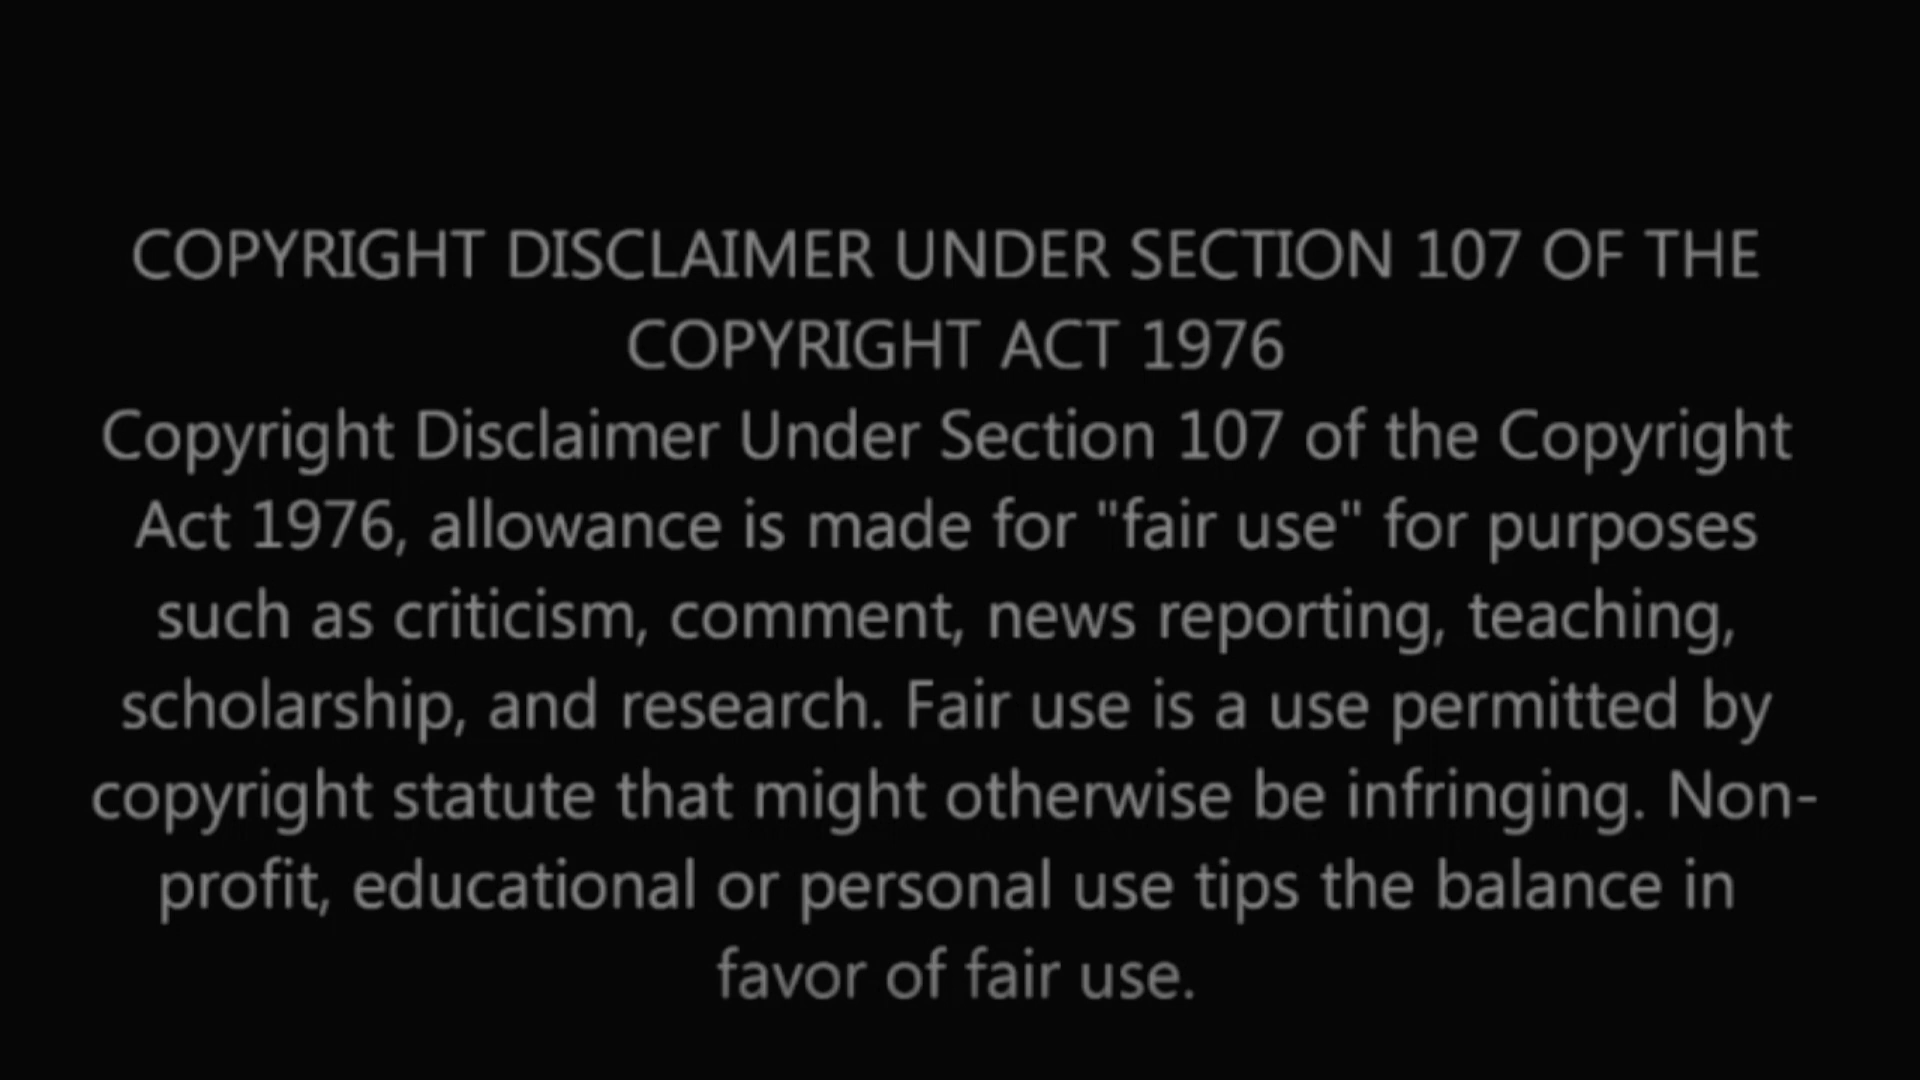 COPYRIGHT DISCLAIMER UNDER SECTION 107 OF THE
COPYRIGHT ACT 1976
Copyright Disclaimer Under Section 107 of the Copyright
Act 1976, allowance is made for "fair use" for purposes
such as criticism, comment, news reporting, teaching,
scholarship, and research. Fair use is a use permitted by
copyright statute that might otherwise be infringing. Non-
profit, educational or personal use tips the balance in
favor of fair use.